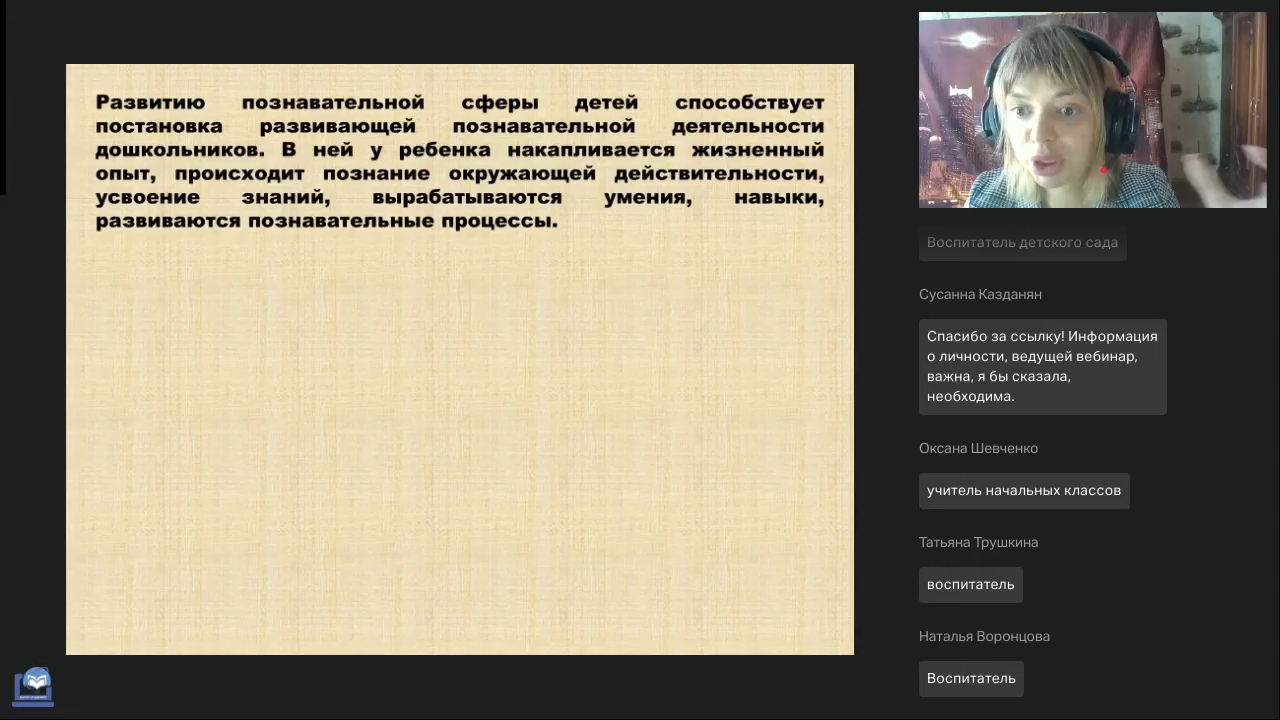 Развитию познавательной сферы детей способствует
постановка развивающей познавательной деятельности
дошкольников. В ней у ребенка накапливается жизненный
опыт, происходит познание окружающей действительности,
усвоение знаний, вырабатываются умения, навыки,
развиваются познавательные процессы.
Воспитатель детского сада
Сусанна Казданян
Спасибо за ссылку! Информация
о личности, ведущей вебинар,
важна, я бы сказала,
необходима.
Оксана Шевченко
учитель начальных классов
Татьяна Трушкина
воспитатель
Наталья Воронцова
Воспитатель